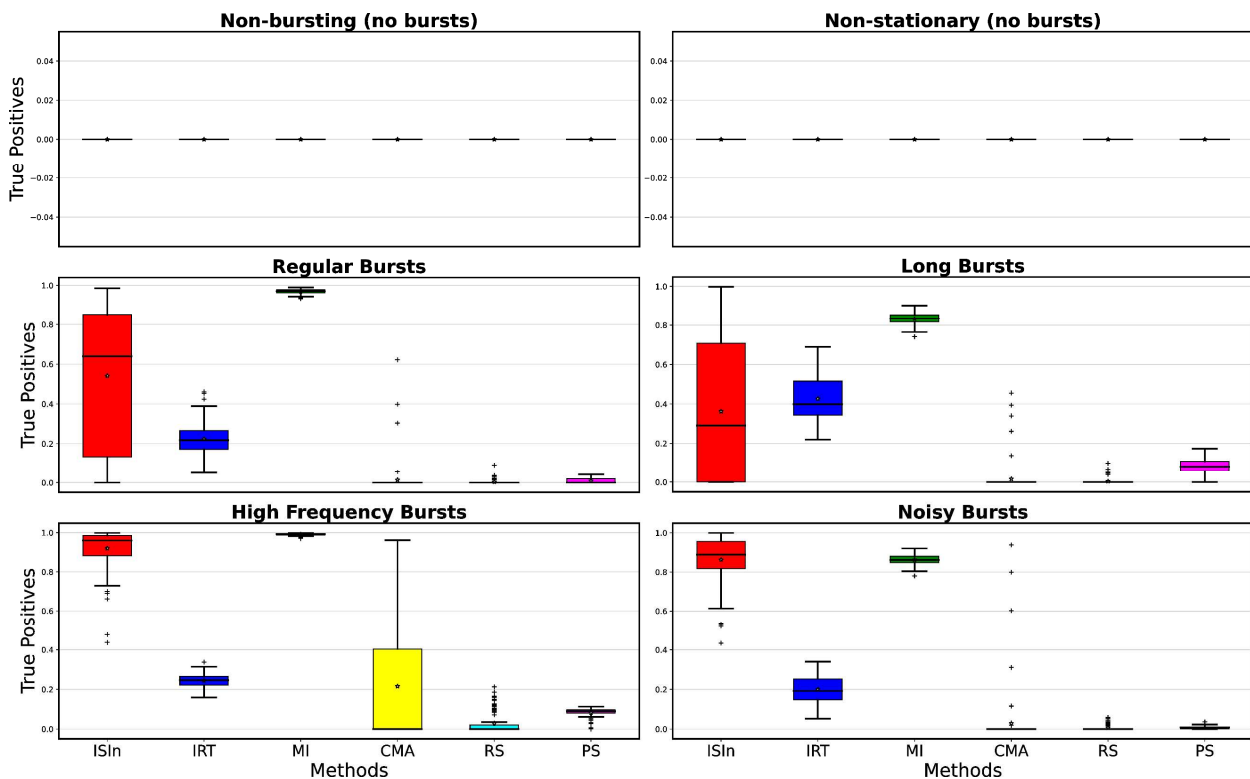 Non-bursting (no bursts)
Non-stationary (no bursts)
True Positives
0.04
0.02
0.00
−0.02
−0.04
0.04
0.02
0.00
−0.02
−0.04
Regular Bursts
Long Bursts
True Positives
1.0
0.8
0.6
0.4
0.2
0.0
1.0
0.8
0.6
0.4
0.2
0.0
High Frequency Bursts
Noisy Bursts
True Positives
1.0
0.8
0.6
0.4
0.2
0.0
1.0
0.8
0.6
0.4
0.2
0.0
ISIn IRT MI CMA RS PS
ISIn IRT MI CMA RS PS
Methods
Methods